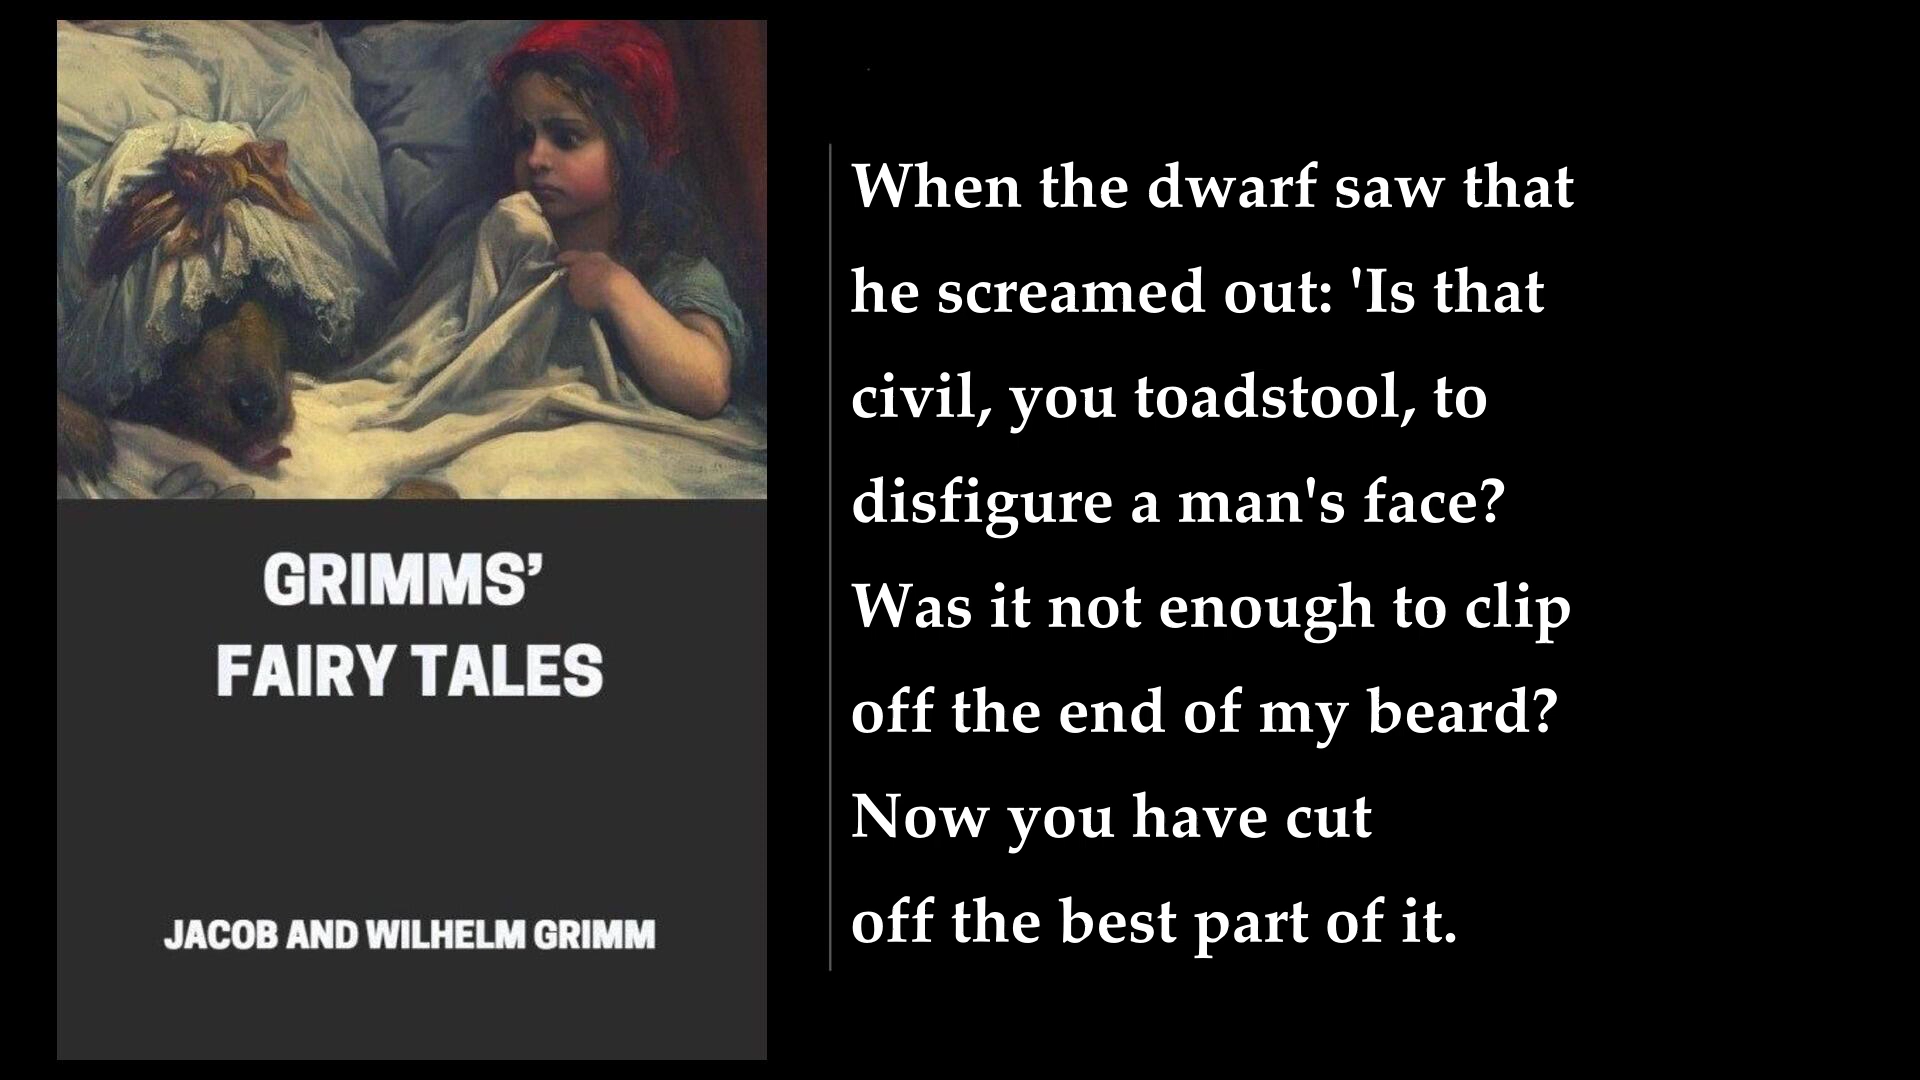 GRIMMS’
FAIRY TALES
JACOB AND WILHELM GRIMM
When the dwarf saw that
he screamed out: 'Is that
civil, you toadstool, to
disfigure a man's face?
Was it not enough to clip
off the end of my beard?
Now you have cut
off the best part of it.